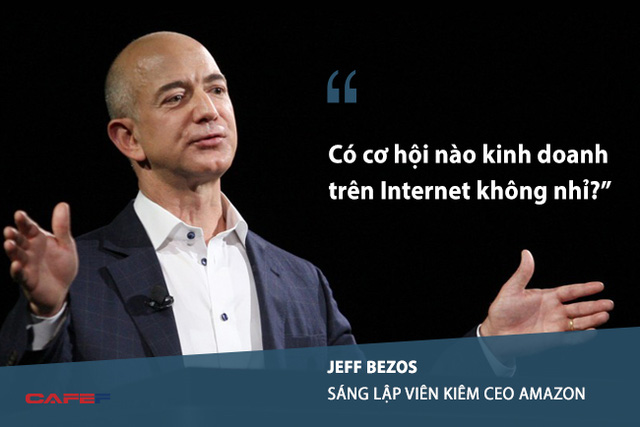 “
Có cơ hội nào kinh doanh
trên Internet không nhỉ?”
JEFF BEZOS
SÁNG LẬP VIÊN KIÊM CEO AMAZON
CAFEF